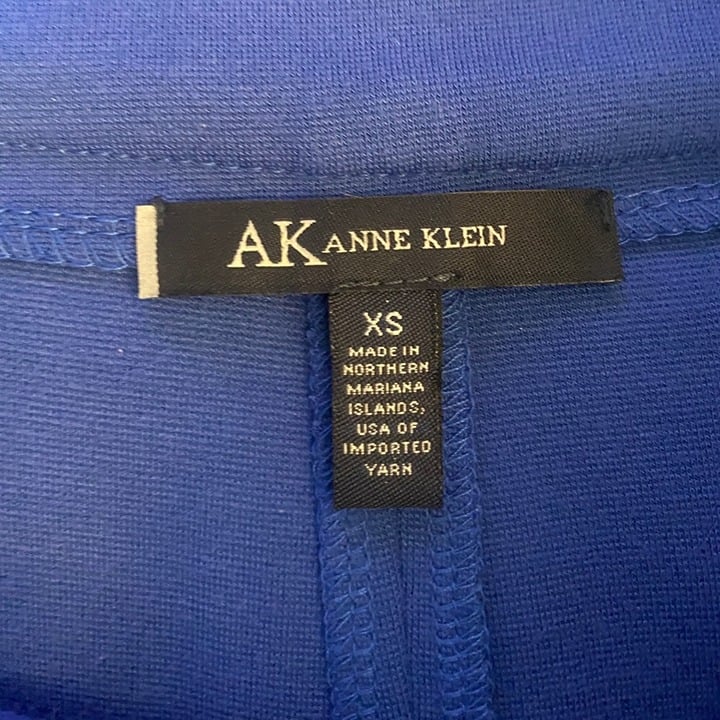 AK ANNE KLEIN
XS
MADE IN
NORTHERN
MARIANA
ISLANDS,
USA OF
IMPORTED
YARN